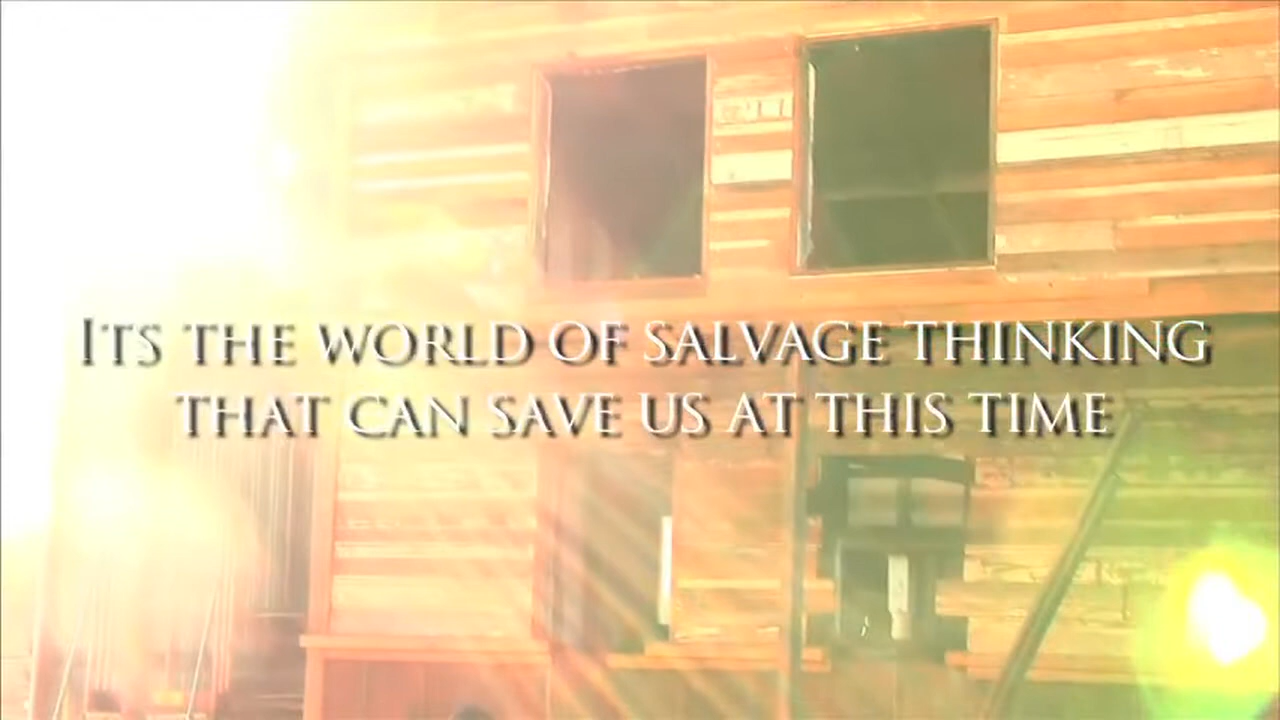 Its the world of salvage thinking
that can save us at this time